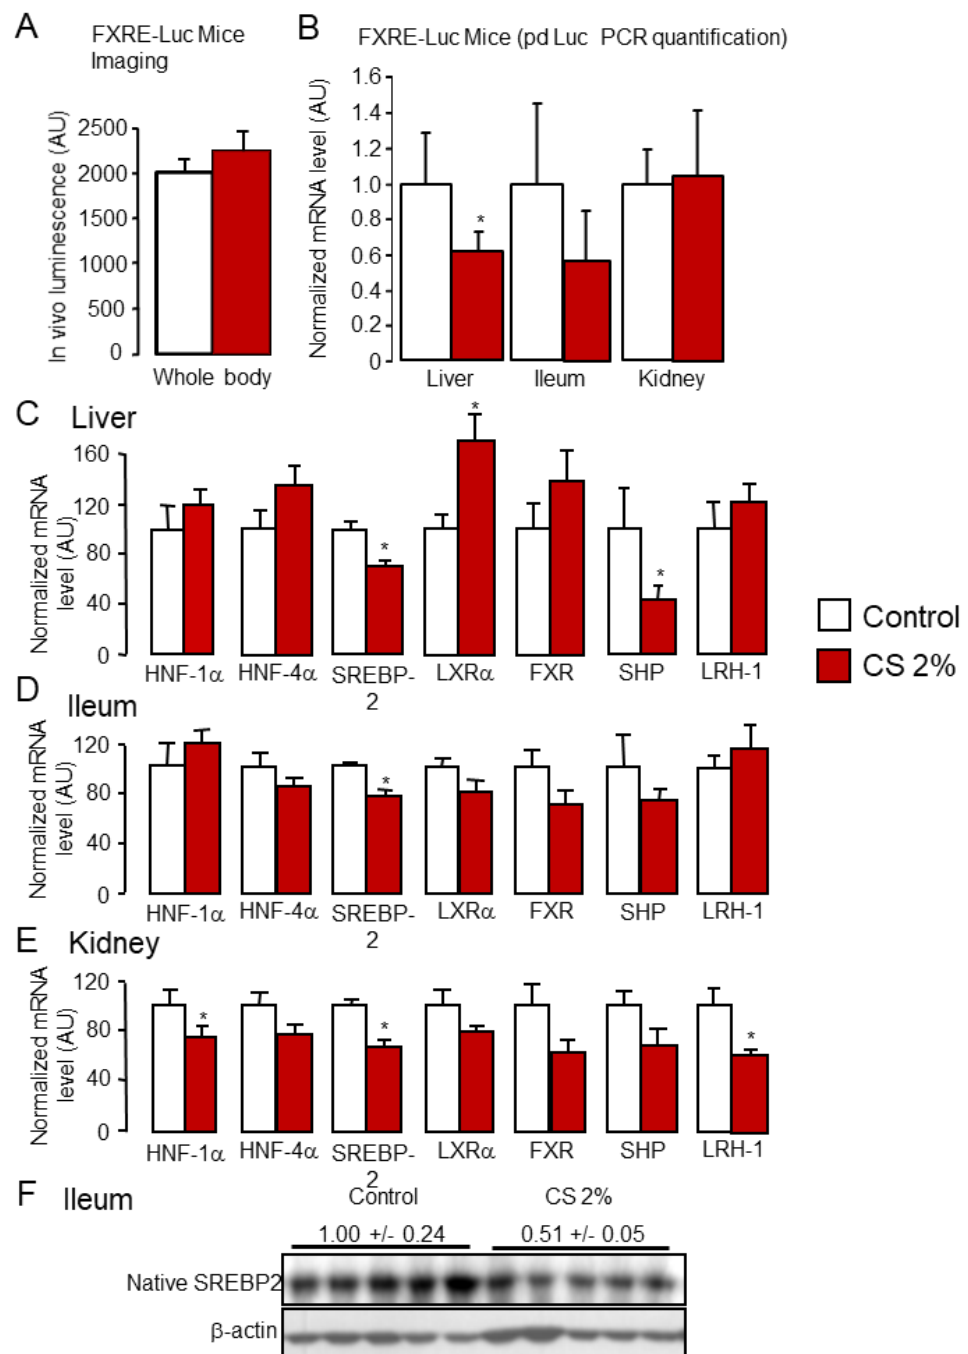 A FXRE-Luc Mice
Imaging
In vivo luminescence (AU)
2500
2000
1500
1000
500
0
Whole body
B FXRE-Luc Mice (pd Luc PCR quantification)
Normalized mRNA level (AU)
1.6
1.4
1.2
1.0
0.8
0.6
0.4
0.2
0
*
Liver Ileum Kidney
C Liver
Normalized mRNA
level (AU)
160
120
80
40
0
* * *
HNF-1α HNF-4α SREBP-2 LXRα FXR SHP LRH-1
Control
CS 2%
D Ileum
Normalized mRNA
level (AU)
120
80
40
0
*
HNF-1α HNF-4α SREBP-2 LXRα FXR SHP LRH-1
E Kidney
Normalized mRNA
level (AU)
120
80
40
0
* * *
HNF-1α HNF-4α SREBP-2 LXRα FXR SHP LRH-1
F Ileum
Control CS 2%
1.00 +/- 0.24 0.51 +/- 0.05
Native SREBP2
β-actin